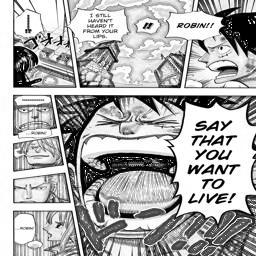 ROBIN!!
!!
I STILL
HAVEN'T
HEARD IT
FROM YOUR
LIPS.
!!
SAY
THAT
YOU
WANT
TO
LIVE!
ROBIN
...ROBIN